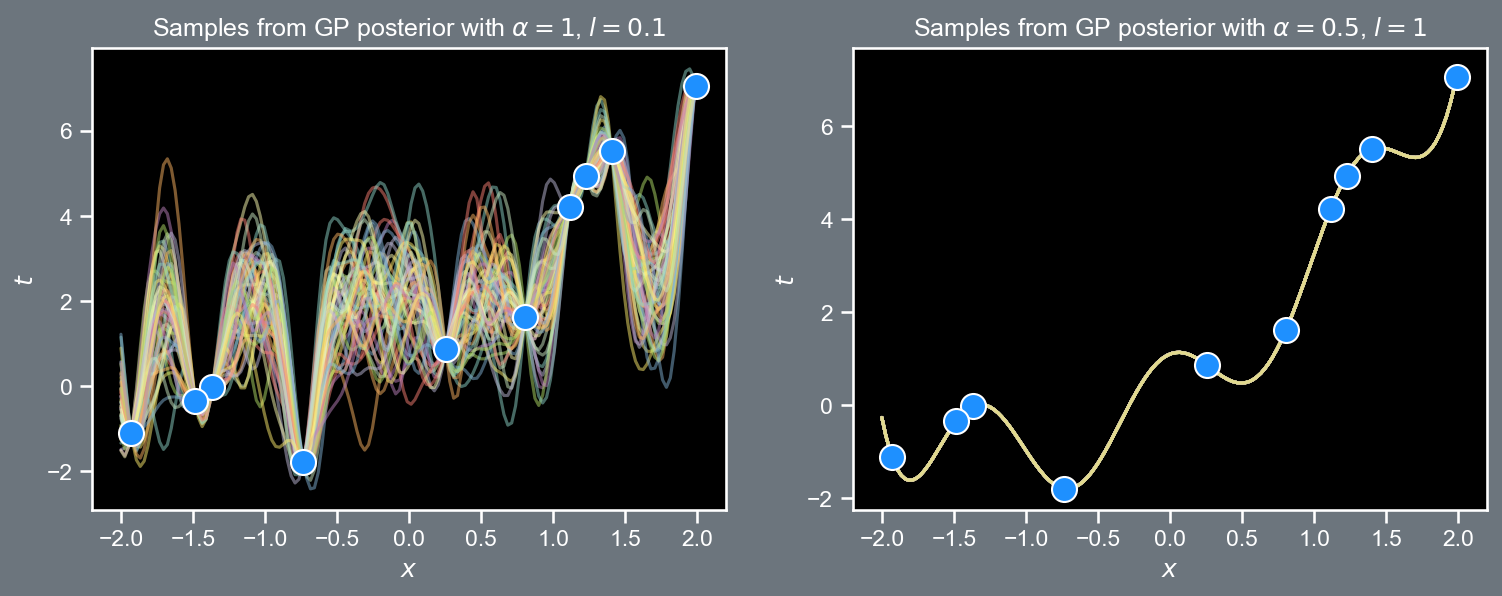 Samples from GP posterior with α = 1, l = 0.1
6
4
2
0
−2
t
−2.0 −1.5 −1.0 −0.5 0.0 0.5 1.0 1.5 2.0
x
Samples from GP posterior with α = 0.5, l = 1
6
4
2
0
−2
t
−2.0 −1.5 −1.0 −0.5 0.0 0.5 1.0 1.5 2.0
x